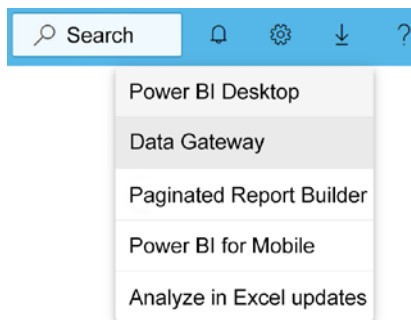 Search
?
Power BI Desktop
Data Gateway
Paginated Report Builder
Power BI for Mobile
Analyze in Excel updates